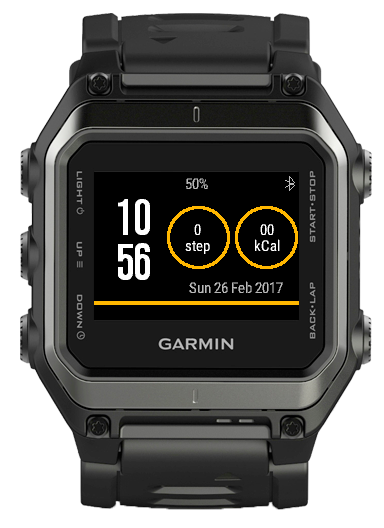 50%
10
56
0
step
00
kCal
Sun 26 Feb 2017
LIGHT
UP
DOWN
START·STOP
BACK·LAP
GARMIN